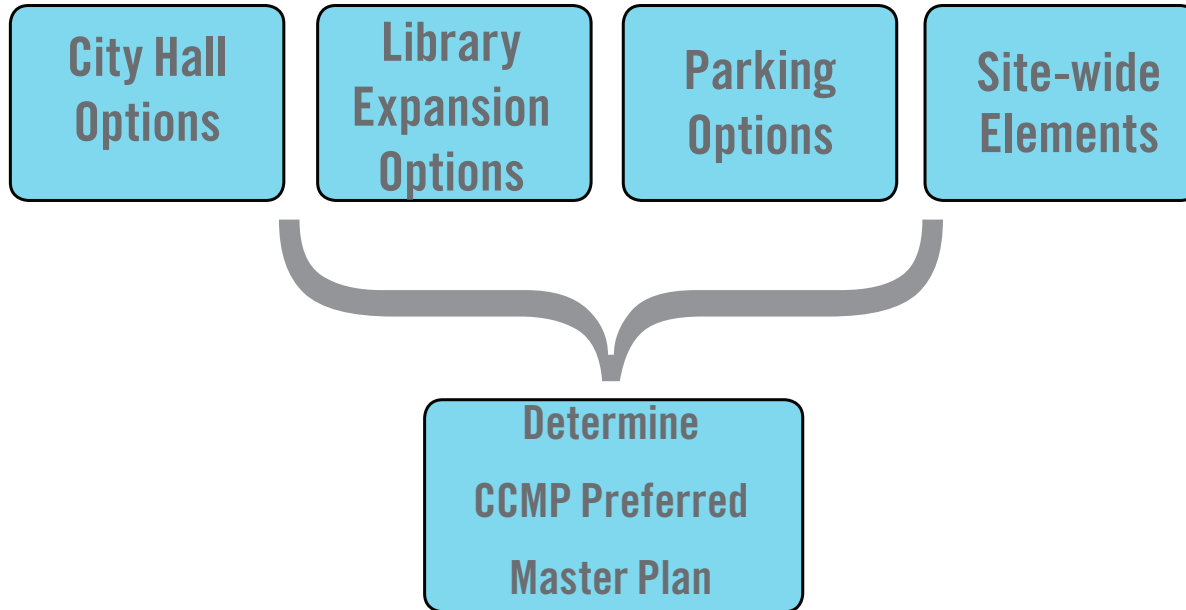 City Hall
Options
Library
Expansion
Options
Parking
Options
Site-wide
Elements
Determine
CCMP Preferred
Master Plan